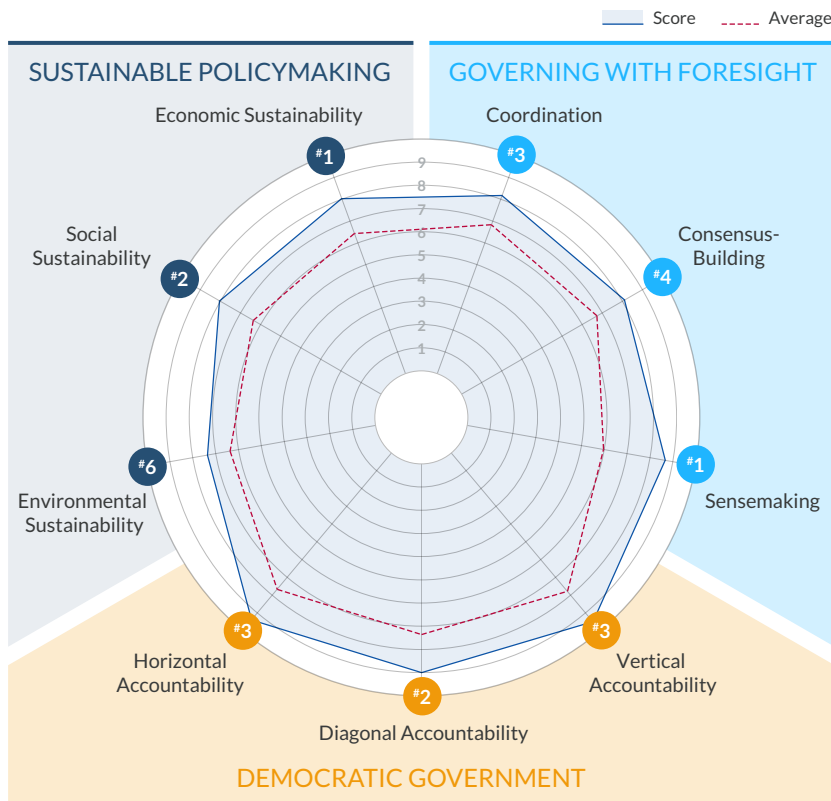 Score
Average
SUSTAINABLE POLICYMAKING
GOVERNING WITH FORESIGHT
Economic Sustainability
Coordination
#1
#3
9
8
7
6
5
4
3
2
1
Social
Sustainability
#2
Consensus-
Building
#4
#6
Environmental
Sustainability
#1
Sensemaking
#3
Horizontal
Accountability
#3
Vertical
Accountability
#2
Diagonal Accountability
DEMOCRATIC GOVERNMENT